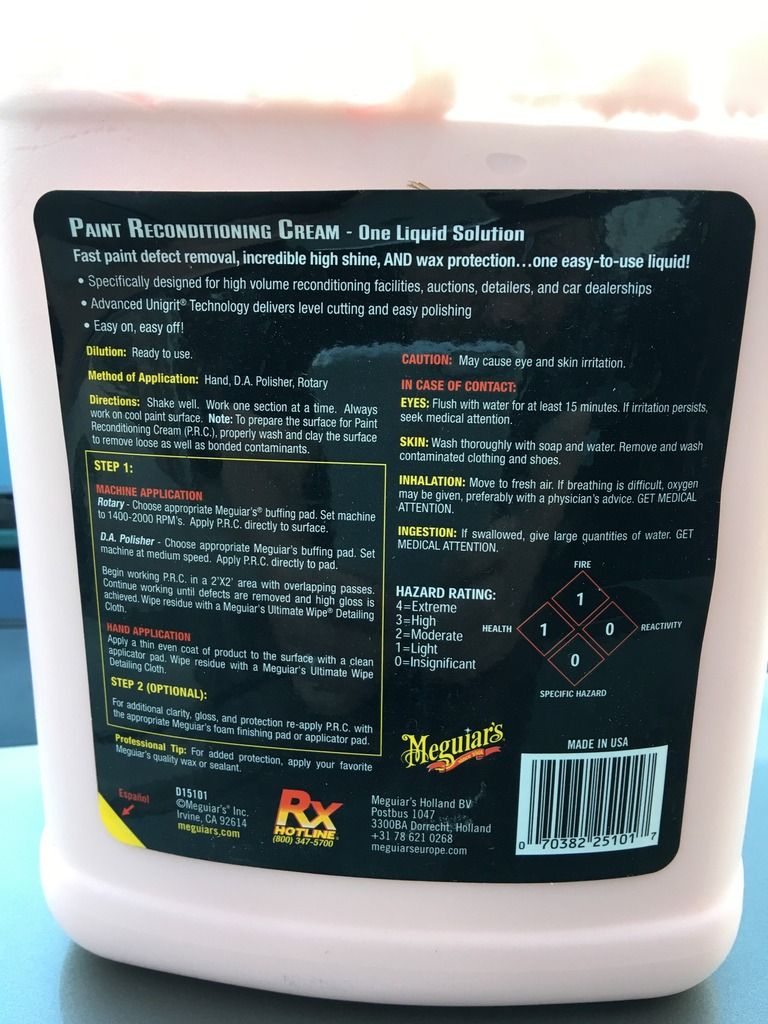 PAINT RECONDITIONING CREAM - One Liquid Solution
Fast paint defect removal, incredible high shine, AND wax protection...one easy-to-use liquid!
• Specifically designed for high volume reconditioning facilities, auctions, detailers, and car dealerships
• Advanced Unigrit® Technology delivers level cutting and easy polishing
• Easy on, easy off!
Dilution: Ready to use.
Method of Application: Hand, D.A. Polisher, Rotary
Directions: Shake well. Work one section at a time. Always
work on cool paint surface. Note: To prepare the surface for Paint
Reconditioning Cream (P.R.C.), properly wash and clay the surface
to remove loose as well as bonded contaminants.
STEP 1:
MACHINE APPLICATION
Rotary - Choose appropriate Meguiar's® buffing pad. Set machine
to 1400-2000 RPM's. Apply P.R.C. directly to surface.
D.A. Polisher - Choose appropriate Meguiar's buffing pad. Set
machine at medium speed. Apply P.R.C. directly to pad.
Begin working P.R.C. in a 2'X2' area with overlapping passes.
Continue working until defects are removed and high gloss is
achieved. Wipe residue with a Meguiar's Ultimate Wipe® Detailing
Cloth.
HAND APPLICATION
Apply a thin even coat of product to the surface with a clean
applicator pad. Wipe residue with a Meguiar's Ultimate Wipe
Detailing Cloth.
STEP 2 (OPTIONAL):
For additional clarity, gloss, and protection re-apply P.R.C. with
the appropriate Meguiar's foam finishing pad or applicator pad.
Professional Tip: For added protection, apply your favorite
Meguiar's quality wax or sealant.
CAUTION: May cause eye and skin irritation.
IN CASE OF CONTACT:
EYES: Flush with water for at least 15 minutes. If irritation persists,
seek medical attention.
SKIN: Wash thoroughly with soap and water. Remove and wash
contaminated clothing and shoes.
INHALATION: Move to fresh air. If breathing is difficult, oxygen
may be given, preferably with a physician's advice. GET MEDICAL
ATTENTION.
INGESTION: If swallowed, give large quantities of water. GET
MEDICAL ATTENTION.
HAZARD RATING:
4=Extreme
3=High
2=Moderate
1=Light
0=Insignificant
FIRE
1
HEALTH 1 0 REACTIVITY
0
SPECIFIC HAZARD
Meguiar's
MADE IN USA
Español
D15101
©Meguiar's® Inc.
Irvine, CA 92614
meguiars.com
Rx
HOTLINE
(800) 347-5700
Meguiar's Holland BV
Postbus 1047
3300BA Dorrecht, Holland
+31 78 621 0268
meguiarseurope.com
0 70382 25101 7